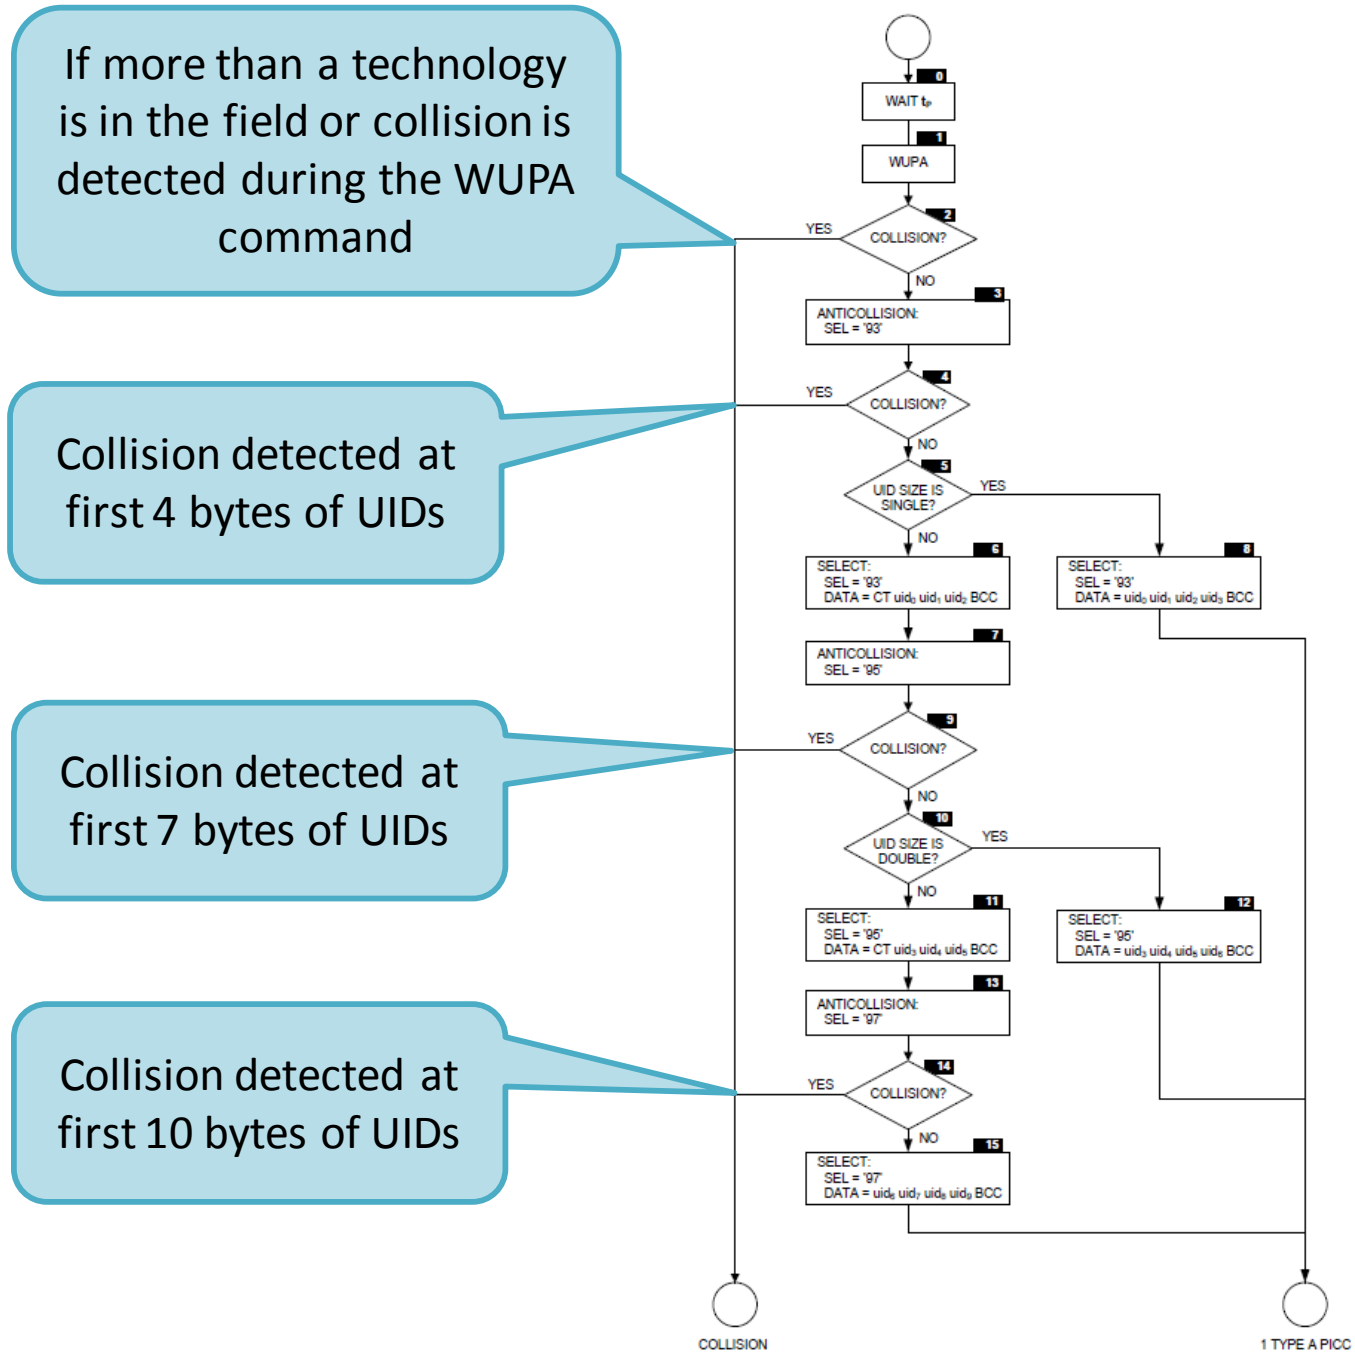 If more than a technology
is in the field or collision is
detected during the WUPA
command
Collision detected at
first 4 bytes of UIDs
Collision detected at
first 7 bytes of UIDs
Collision detected at
first 10 bytes of UIDs
0
WAIT tₚ
1
WUPA
2
COLLISION?
YES
NO
3
ANTICOLLISION:
SEL = '93'
4
COLLISION?
YES
NO
5
UID SIZE IS
SINGLE?
YES
NO
6
SELECT:
SEL = '93'
DATA = CT uid₀ uid₁ uid₂ BCC
8
SELECT:
SEL = '93'
DATA = uid₀ uid₁ uid₂ uid₃ BCC
7
ANTICOLLISION:
SEL = '95'
9
COLLISION?
YES
NO
10
UID SIZE IS
DOUBLE?
YES
NO
11
SELECT:
SEL = '95'
DATA = CT uid₃ uid₄ uid₅ BCC
12
SELECT:
SEL = '95'
DATA = uid₃ uid₄ uid₅ uid₆ BCC
13
ANTICOLLISION:
SEL = '97'
14
COLLISION?
YES
NO
15
SELECT:
SEL = '97'
DATA = uid₆ uid₇ uid₈ uid₉ BCC
COLLISION
1 TYPE A PICC